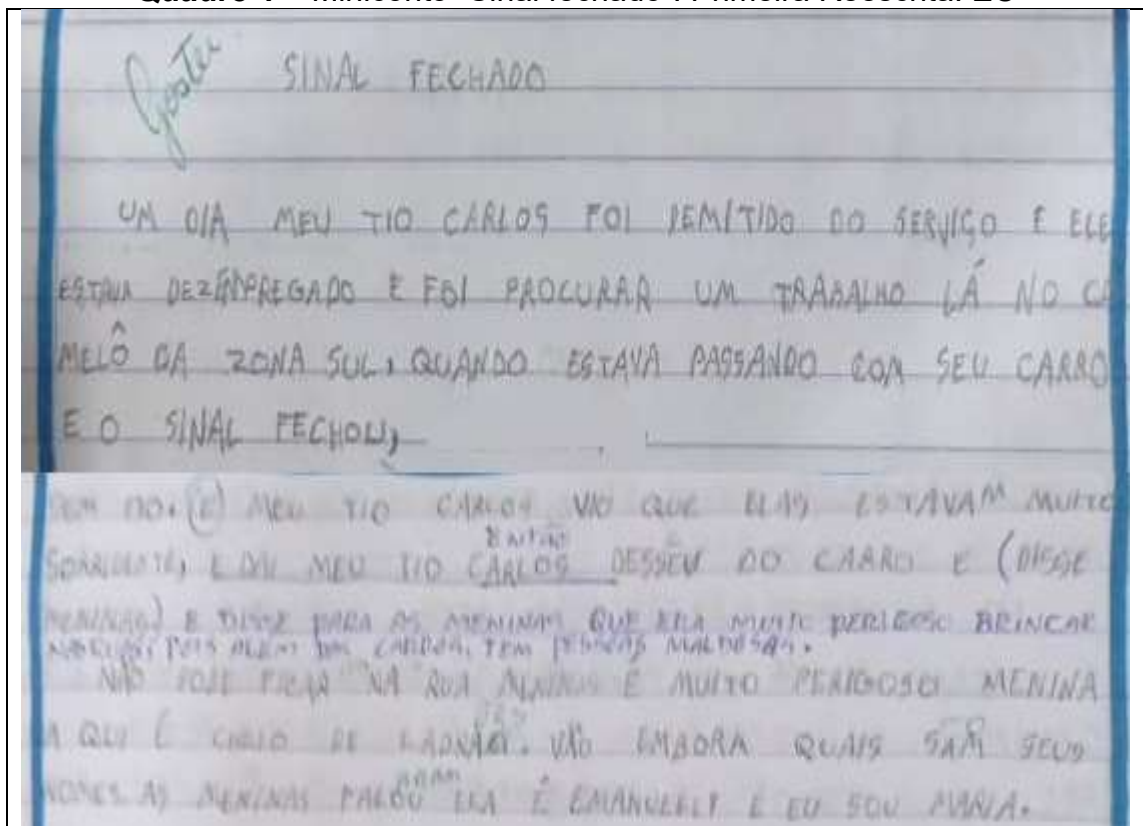 Gostei
SINAL FECHADO
UM DIA MEU TIO CARLOS FOI DEMITIDO DO SERVIÇO E ELE
ESTAVA DEZEMPREGADO E FOI PROCURAR UM TRABALHO LÁ NO CA
MELÔ DA ZONA SUL, QUANDO ESTAVA PASSANDO COM SEU CARRO
E O SINAL FECHOU,
(E) MEU TIO CARLOS VIO QUE ELAS ESTAVAM MUITO
ENTÃO
SORRIDENTE, E DAI MEU TIO CARLOS DESSEU DO CARRO E (DISSE
MENINAS) E DISSE PARA AS MENINAS QUE ERA MUITO PERIGOSO BRINCAR
POIS ALEM DOS CARROS, TEM PESSOAS MALDOSAS.
NÃO PODE FICAR NA RUA MENINAS É MUITO PERIGOSO MENINA
A QUI É CHEIO DE VÃO EMBORA QUAIS SAM SEUS
NOMES AS MENINAS FALOU ELA É EMANUELLY E EU SOU MARIA.